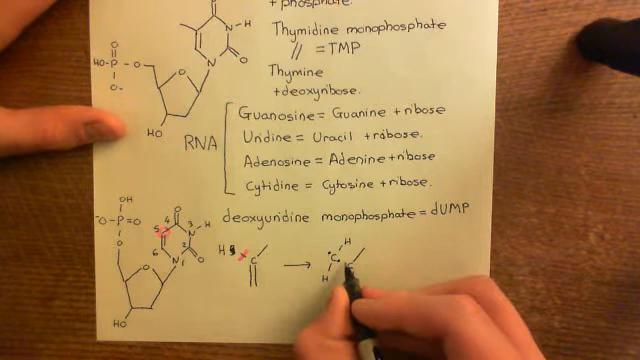 + phosphate.
Thymidine monophosphate
// = TMP
Thymine
+deoxyribose.
O
N-H
O
N
O
HO-P-O
O-
O
HO
RNA
Guanosine = Guanine + ribose
Uridine = Uracil + ribose.
Adenosine = Adenine + ribose
Cytidine = Cytosine + ribose.
deoxyuridine monophosphate = dUMP
OH
-O-P=O
O
O
4
5
3
N-H
6
2
N
1
O
O
HO
H
C
H
C
H
C